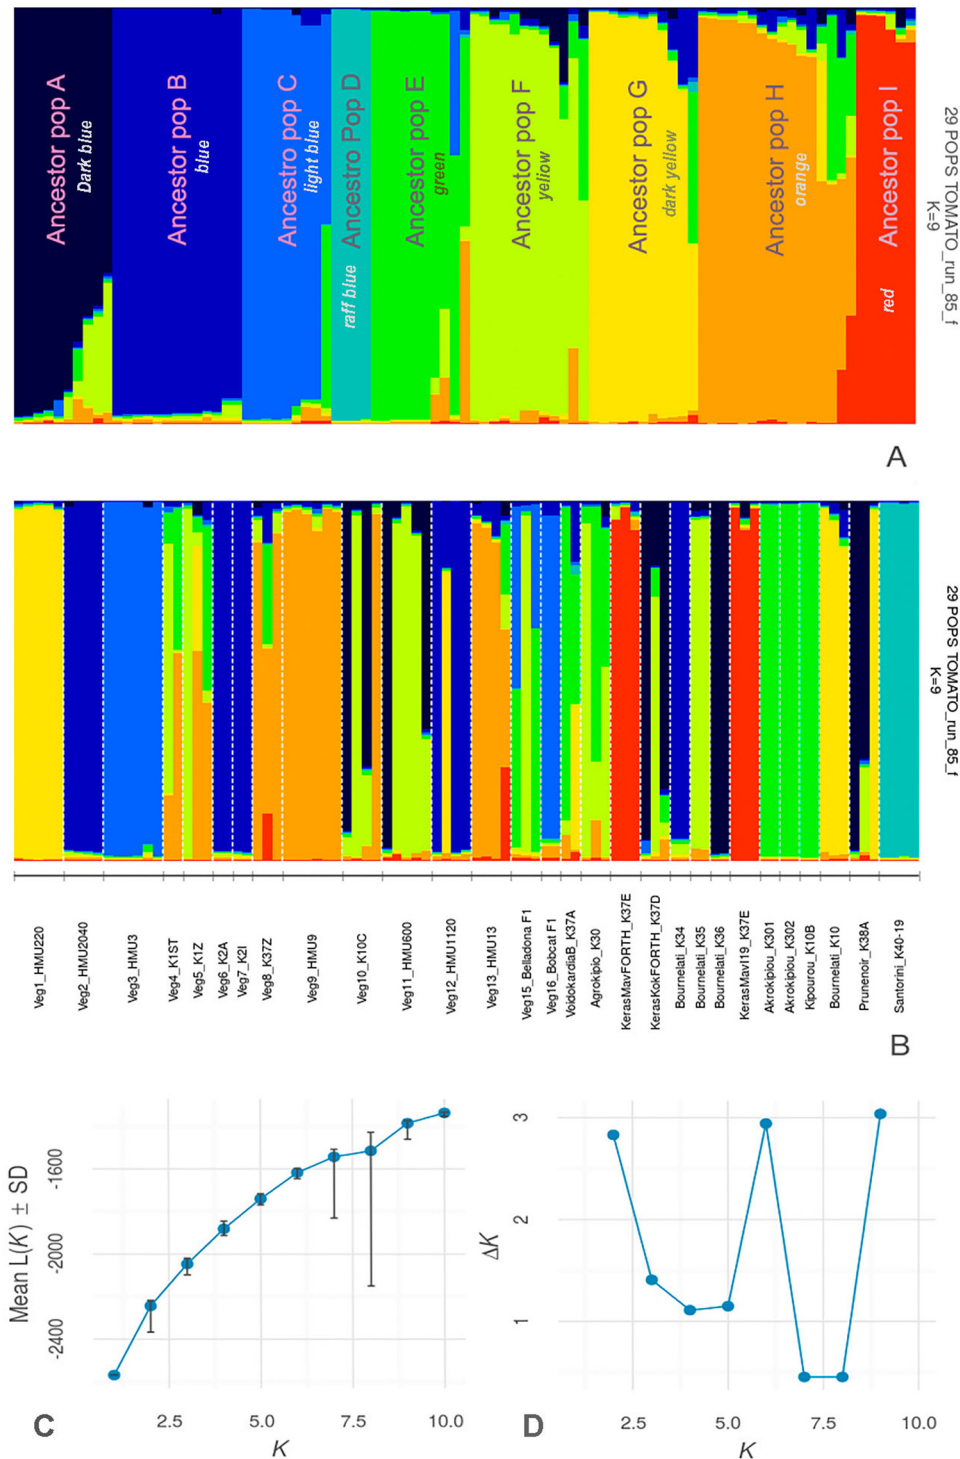 Ancestor pop A
Dark blue
Ancestor pop B
blue
Ancestro pop C
light blue
Ancestro Pop D
raff blue
Ancestor pop E
green
Ancestor pop F
yellow
Ancestor pop G
dark yellow
Ancestor pop H
orange
Ancestor pop I
red
29 POPS TOMATO_run_85_f
K=9
A
29 POPS TOMATO_run_85_f
K=9
Veg1_HMU220
Veg2_HMU2040
Veg3_HMU3
Veg4_K1ST
Veg5_K1Z
Veg6_K2A
Veg7_K2I
Veg8_K37Z
Veg9_HMU9
Veg10_K10C
Veg11_HMU600
Veg12_HMU1120
Veg13_HMU13
Veg15_Belladona F1
Veg16_Bobcat F1
VoidokardiaB_K37A
Agrokipio_K30
KerasMavFORTH_K37E
KerasKokFORTH_K37D
Bournelati_K34
Bournelati_K35
Bournelati_K36
KerasMavI19_K37E
Akrokipiou_K301
Akrokipiou_K302
Kipourou_K10B
Bournelati_K10
Prunenoir_K38A
Santorini_K40-19
B
Mean L(K) ± SD
-1600
-2000
-2400
2.5 5.0 7.5 10.0
K
C
ΔK
3
2
1
2.5 5.0 7.5 10.0
K
D